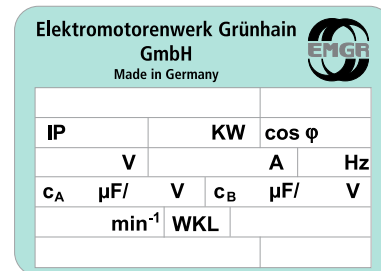 Elektromotorenwerk Grünhain
GmbH
Made in Germany
EMGR
IP KW cos φ
V A Hz
cA µF/ V cB µF/ V
min⁻¹ WKL